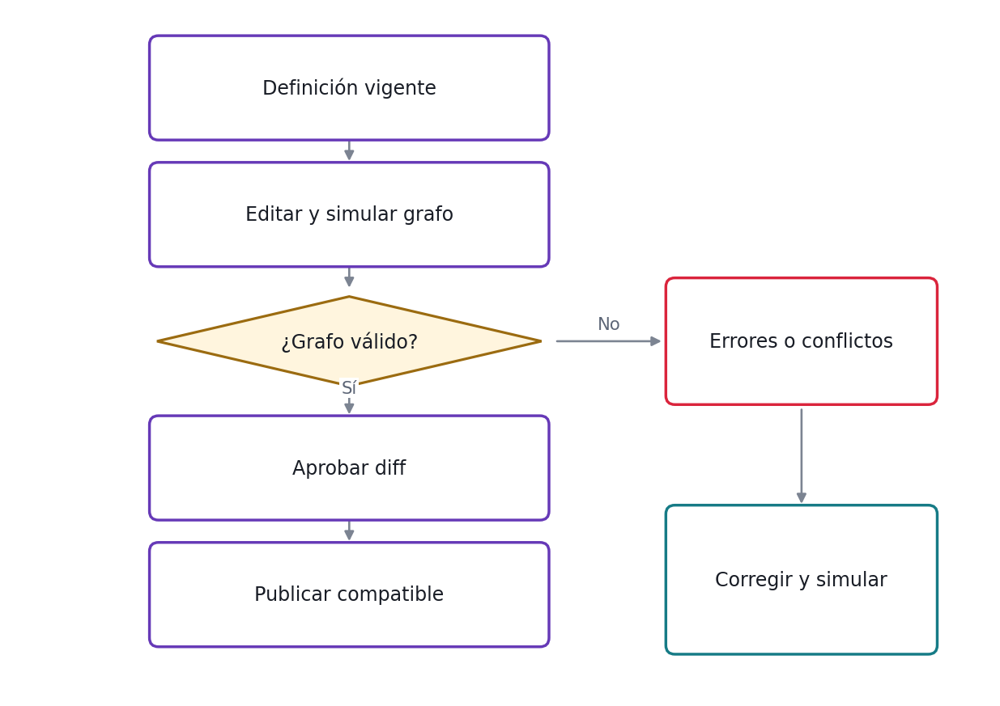 Definición vigente
Editar y simular grafo
¿Grafo válido?
No
Errores o conflictos
Sí
Aprobar diff
Corregir y simular
Publicar compatible